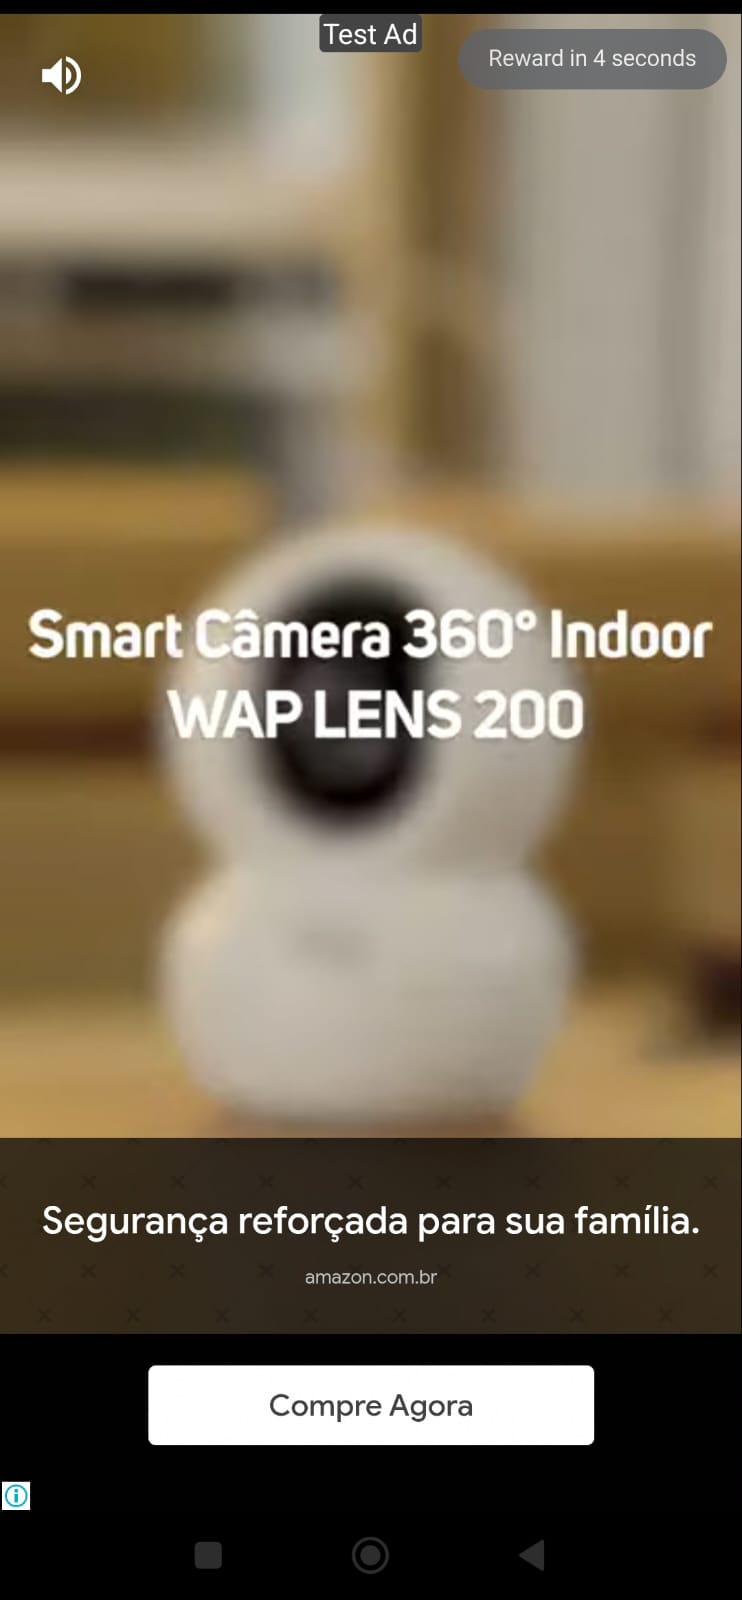 Test Ad
Reward in 4 seconds
Smart Câmera 360° Indoor
WAP LENS 200
Segurança reforçada para sua família.
amazon.com.br
Compre Agora